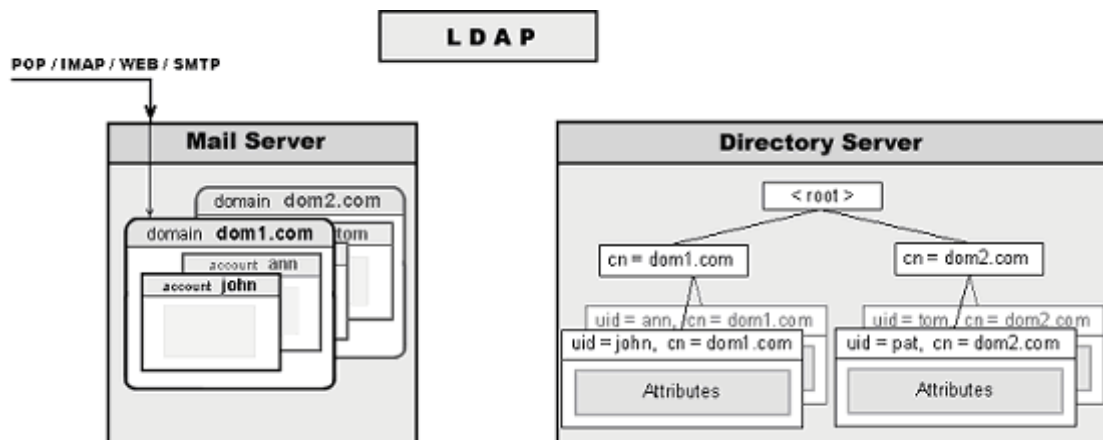 L D A P
POP / IMAP / WEB / SMTP
Mail Server
domain dom2.com
domain dom1.com
tom
account ann
account john
Directory Server
< root >
cn = dom1.com
cn = dom2.com
uid = ann, cn = dom1.com
uid = tom, cn = dom2.com
uid = john, cn = dom1.com
uid = pat, cn = dom2.com
Attributes
Attributes